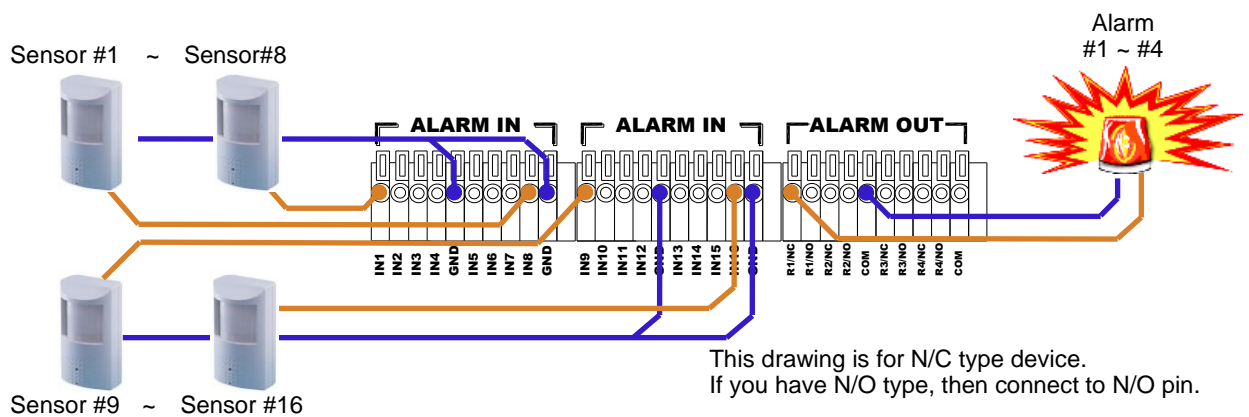 Sensor #1 ~ Sensor#8
Alarm
#1 ~ #4
ALARM IN
ALARM IN
ALARM OUT
IN1
IN2
IN3
IN4
GND
IN5
IN6
IN7
IN8
GND
IN9
IN10
IN11
IN12
GND
IN13
IN14
IN15
IN16
GND
R1/NC
R1/NO
R2/NC
R2/NO
COM
R3/NC
R3/NO
R4/NC
R4/NO
COM
This drawing is for N/C type device.
If you have N/O type, then connect to N/O pin.
Sensor #9 ~ Sensor #16